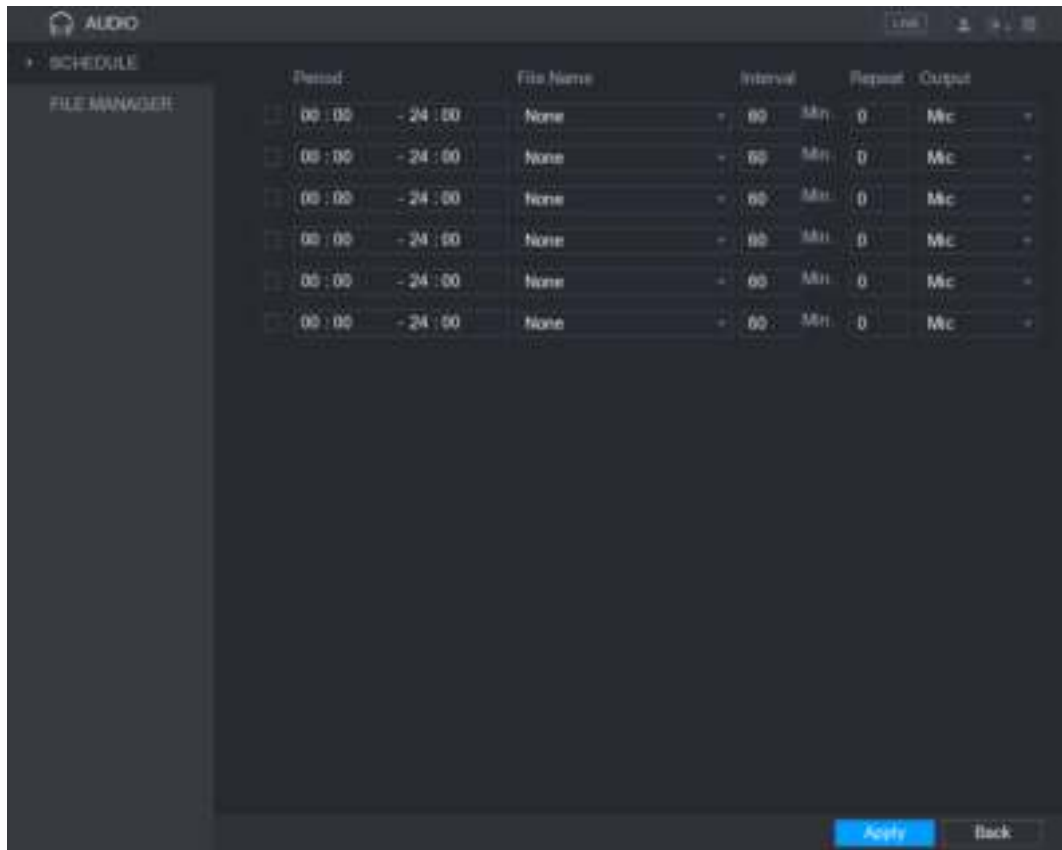 AUDIO LIVE
SCHEDULE
FILE MANAGER
Period File Name Interval Repeat Output
00 : 00 - 24 : 00 None 60 Min. 0 Mic
00 : 00 - 24 : 00 None 60 Min. 0 Mic
00 : 00 - 24 : 00 None 60 Min. 0 Mic
00 : 00 - 24 : 00 None 60 Min. 0 Mic
00 : 00 - 24 : 00 None 60 Min. 0 Mic
00 : 00 - 24 : 00 None 60 Min. 0 Mic
Apply Back